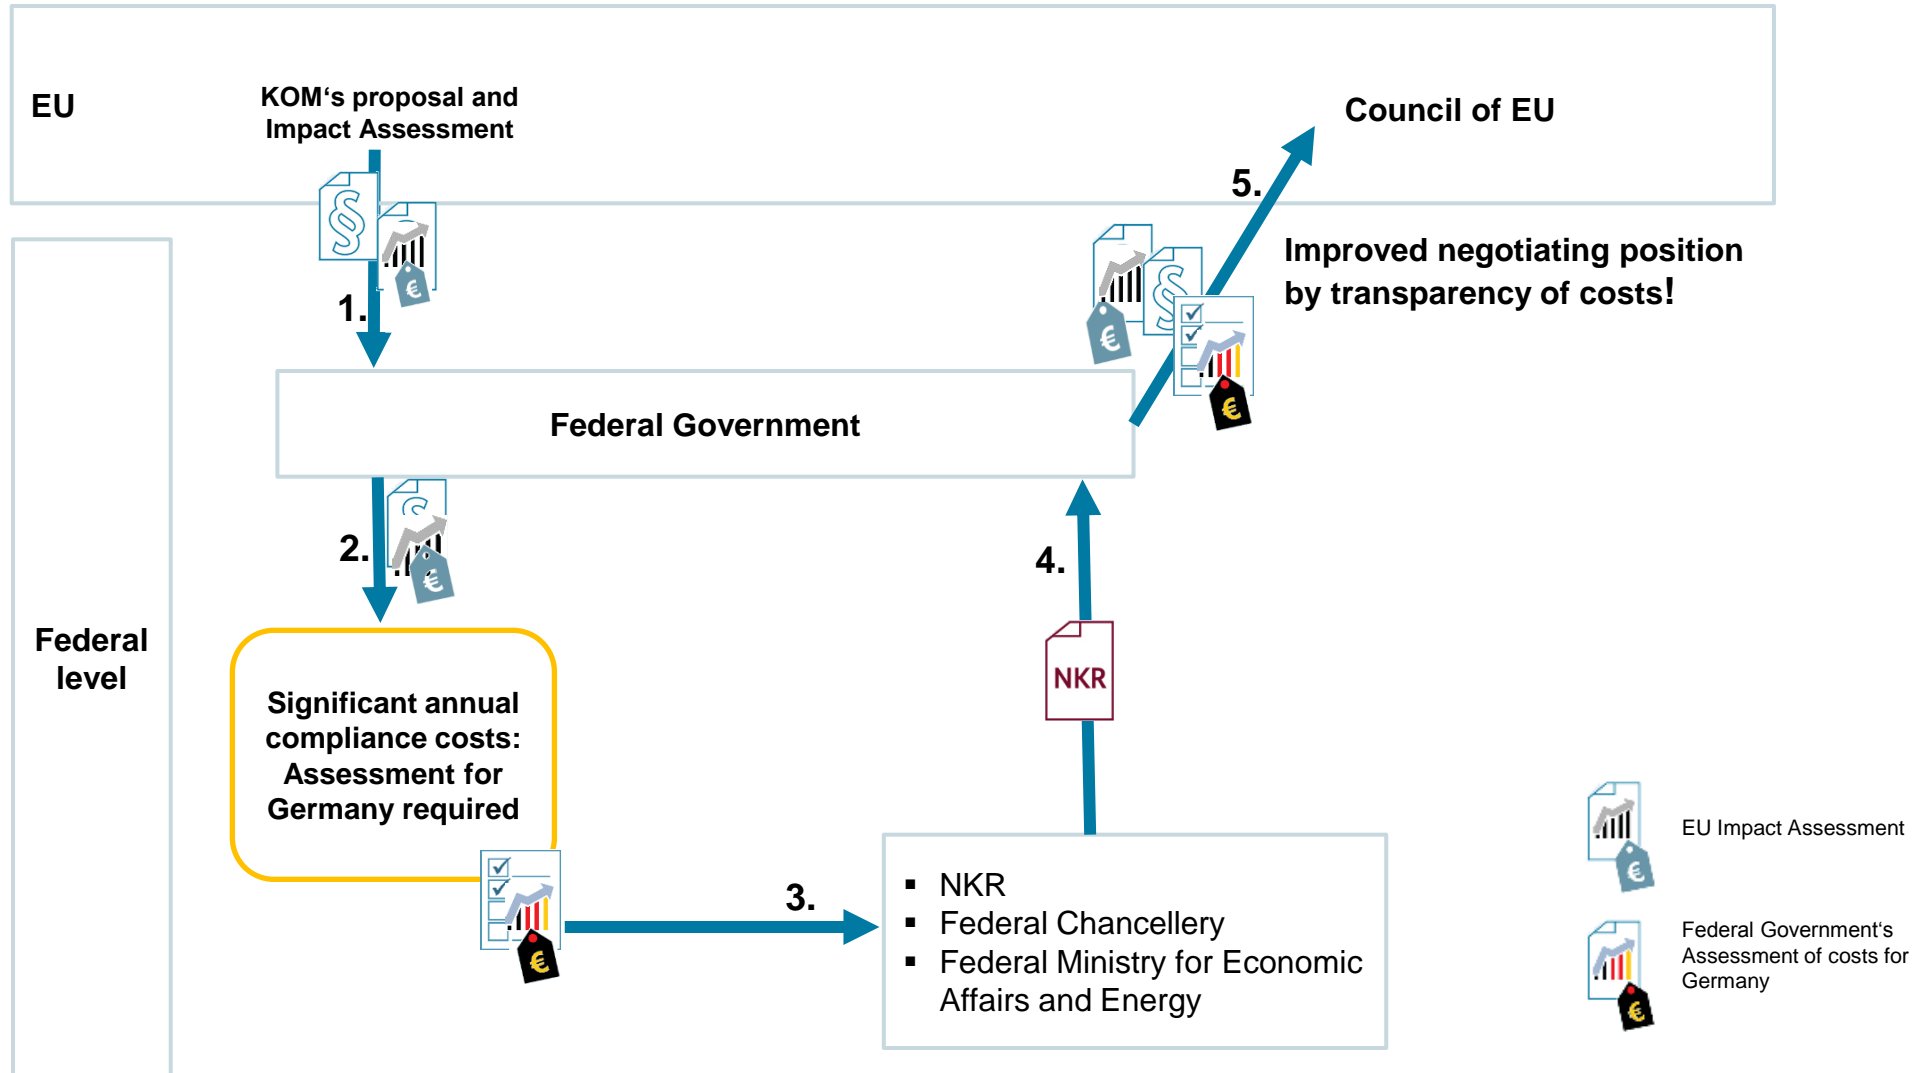 EU
KOM‘s proposal and
Impact Assessment
Council of EU
§
€
1.
5.
Improved negotiating position
by transparency of costs!
€
§
€
Federal Government
2.
§
€
4.
Federal
level
NKR
Significant annual
compliance costs:
Assessment for
Germany required
€
3.
▪ NKR
▪ Federal Chancellery
▪ Federal Ministry for Economic
Affairs and Energy
€
EU Impact Assessment
€
Federal Government‘s
Assessment of costs for
Germany